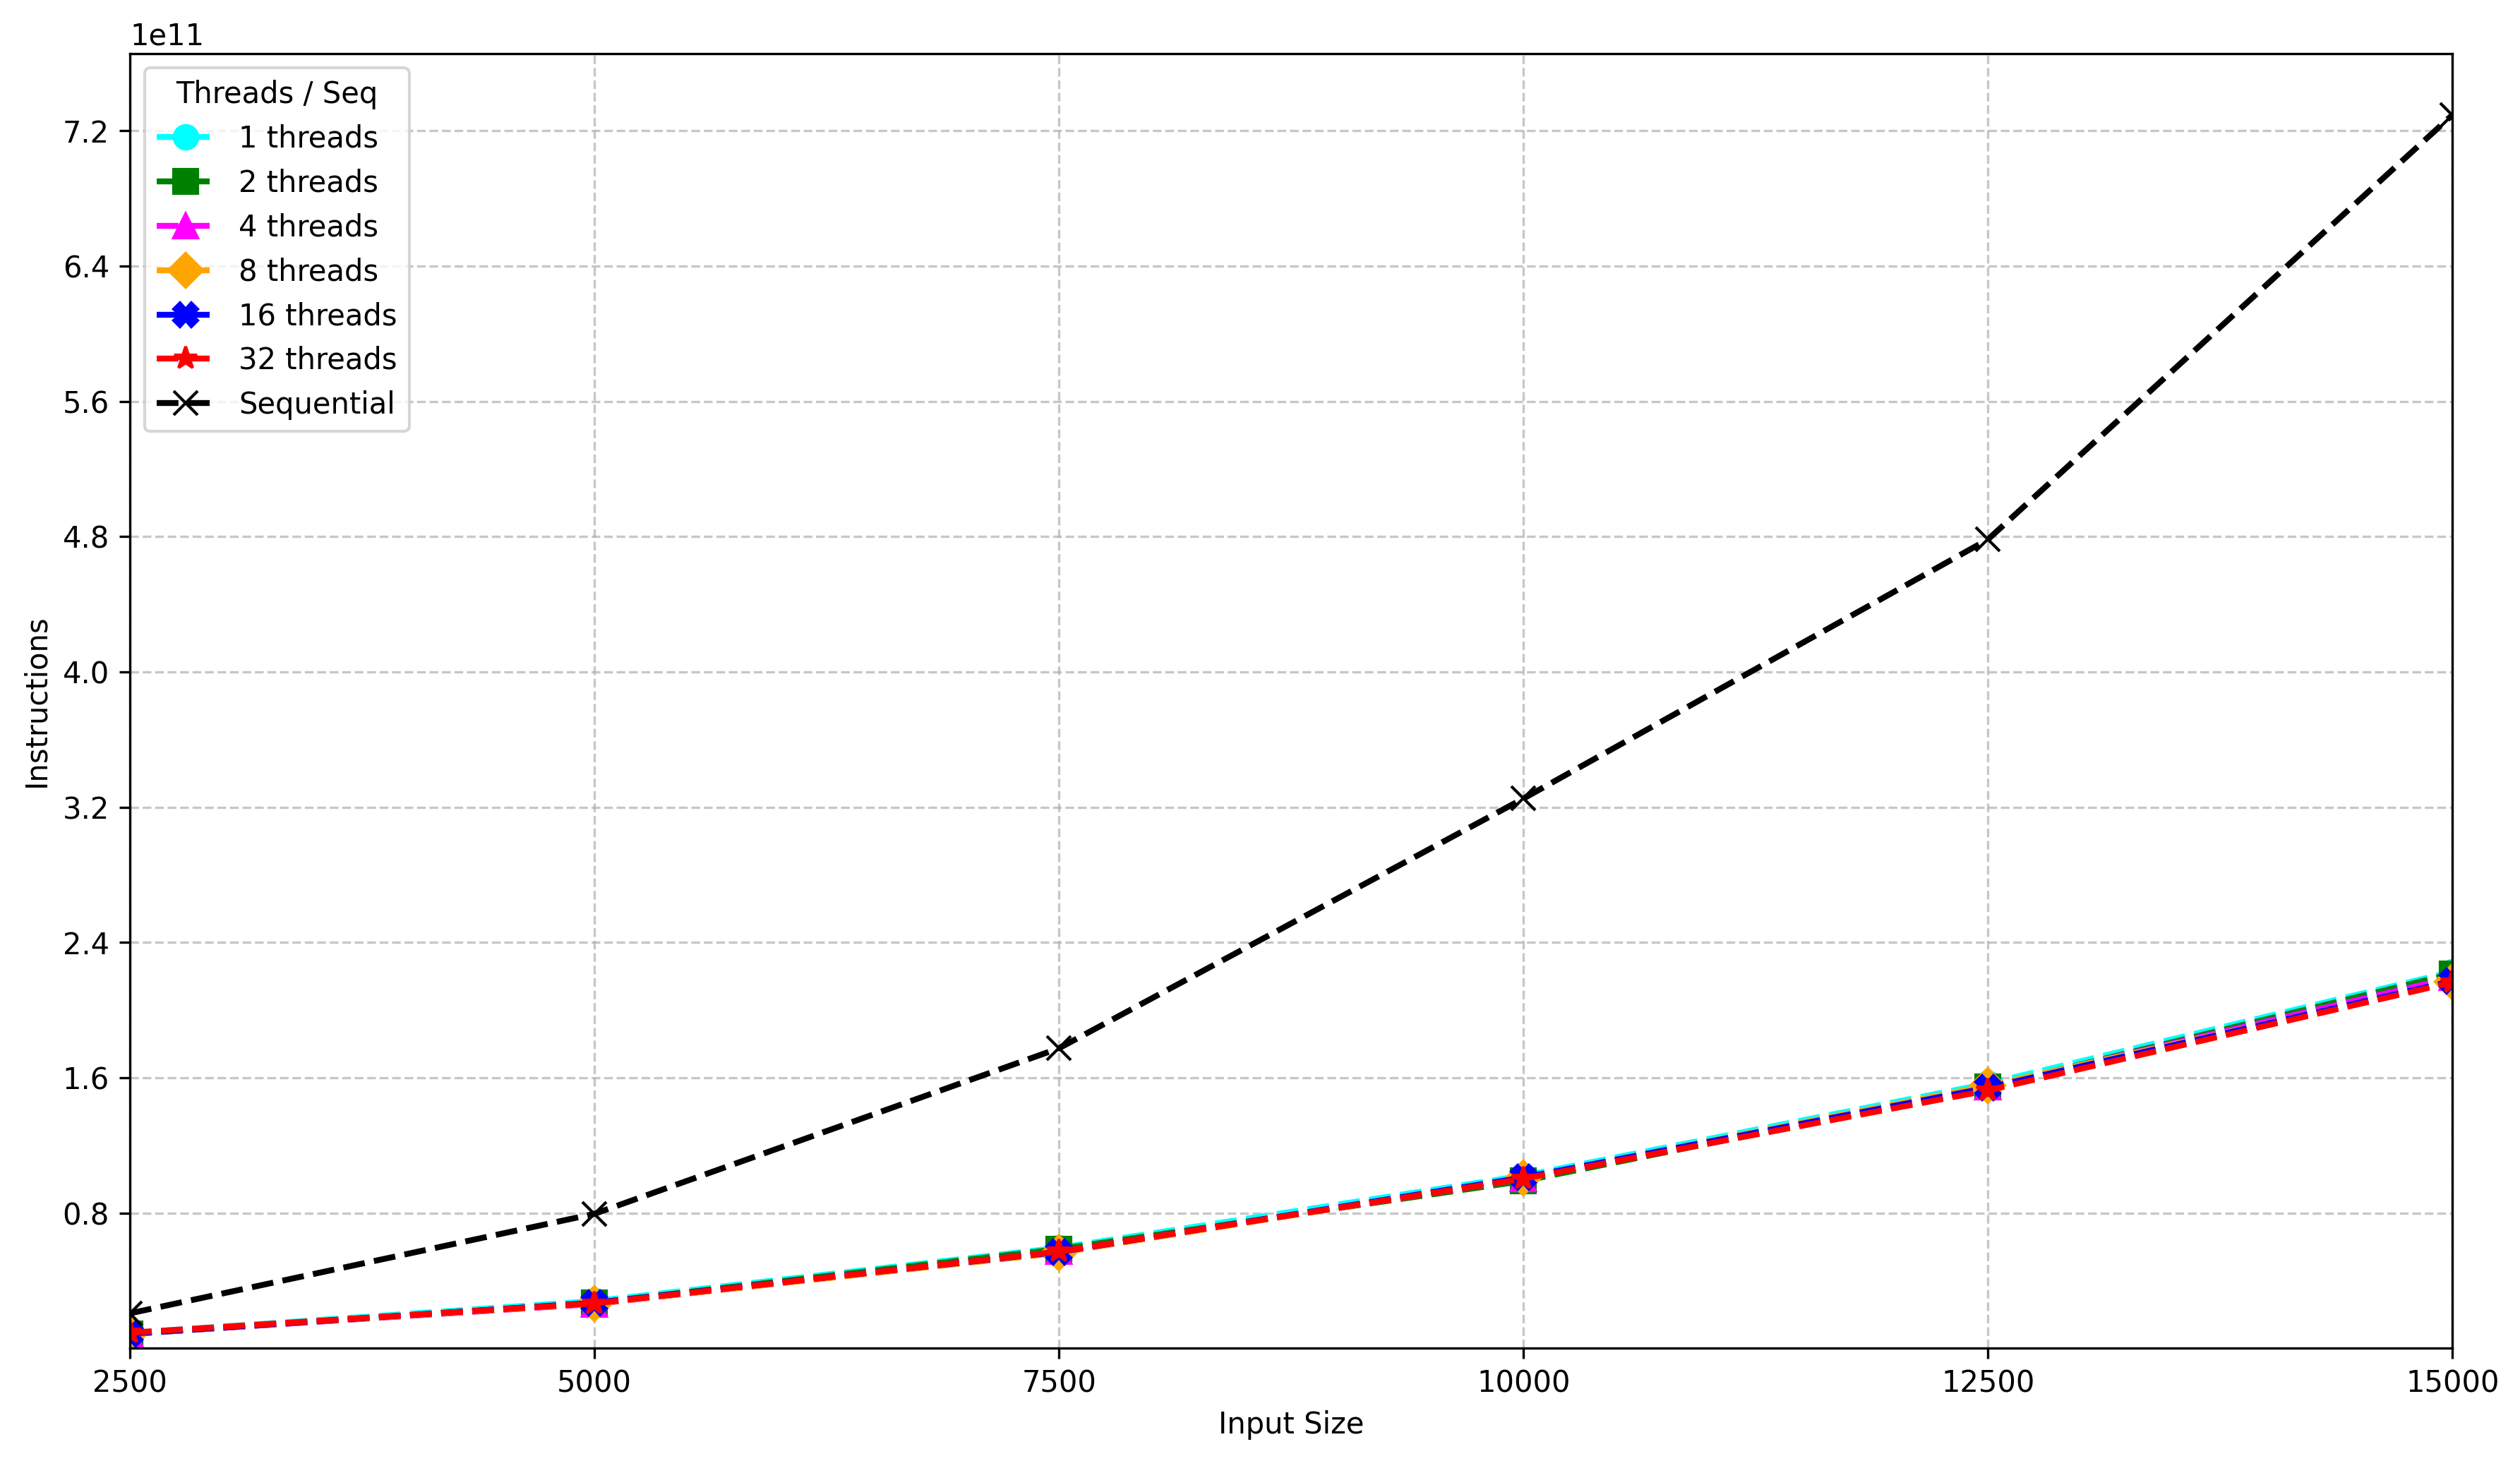 1e11
Threads / Seq
1 threads
2 threads
4 threads
8 threads
16 threads
32 threads
Sequential
7.2
6.4
5.6
4.8
4.0
3.2
2.4
1.6
0.8
Instructions
2500 5000 7500 10000 12500 15000
Input Size